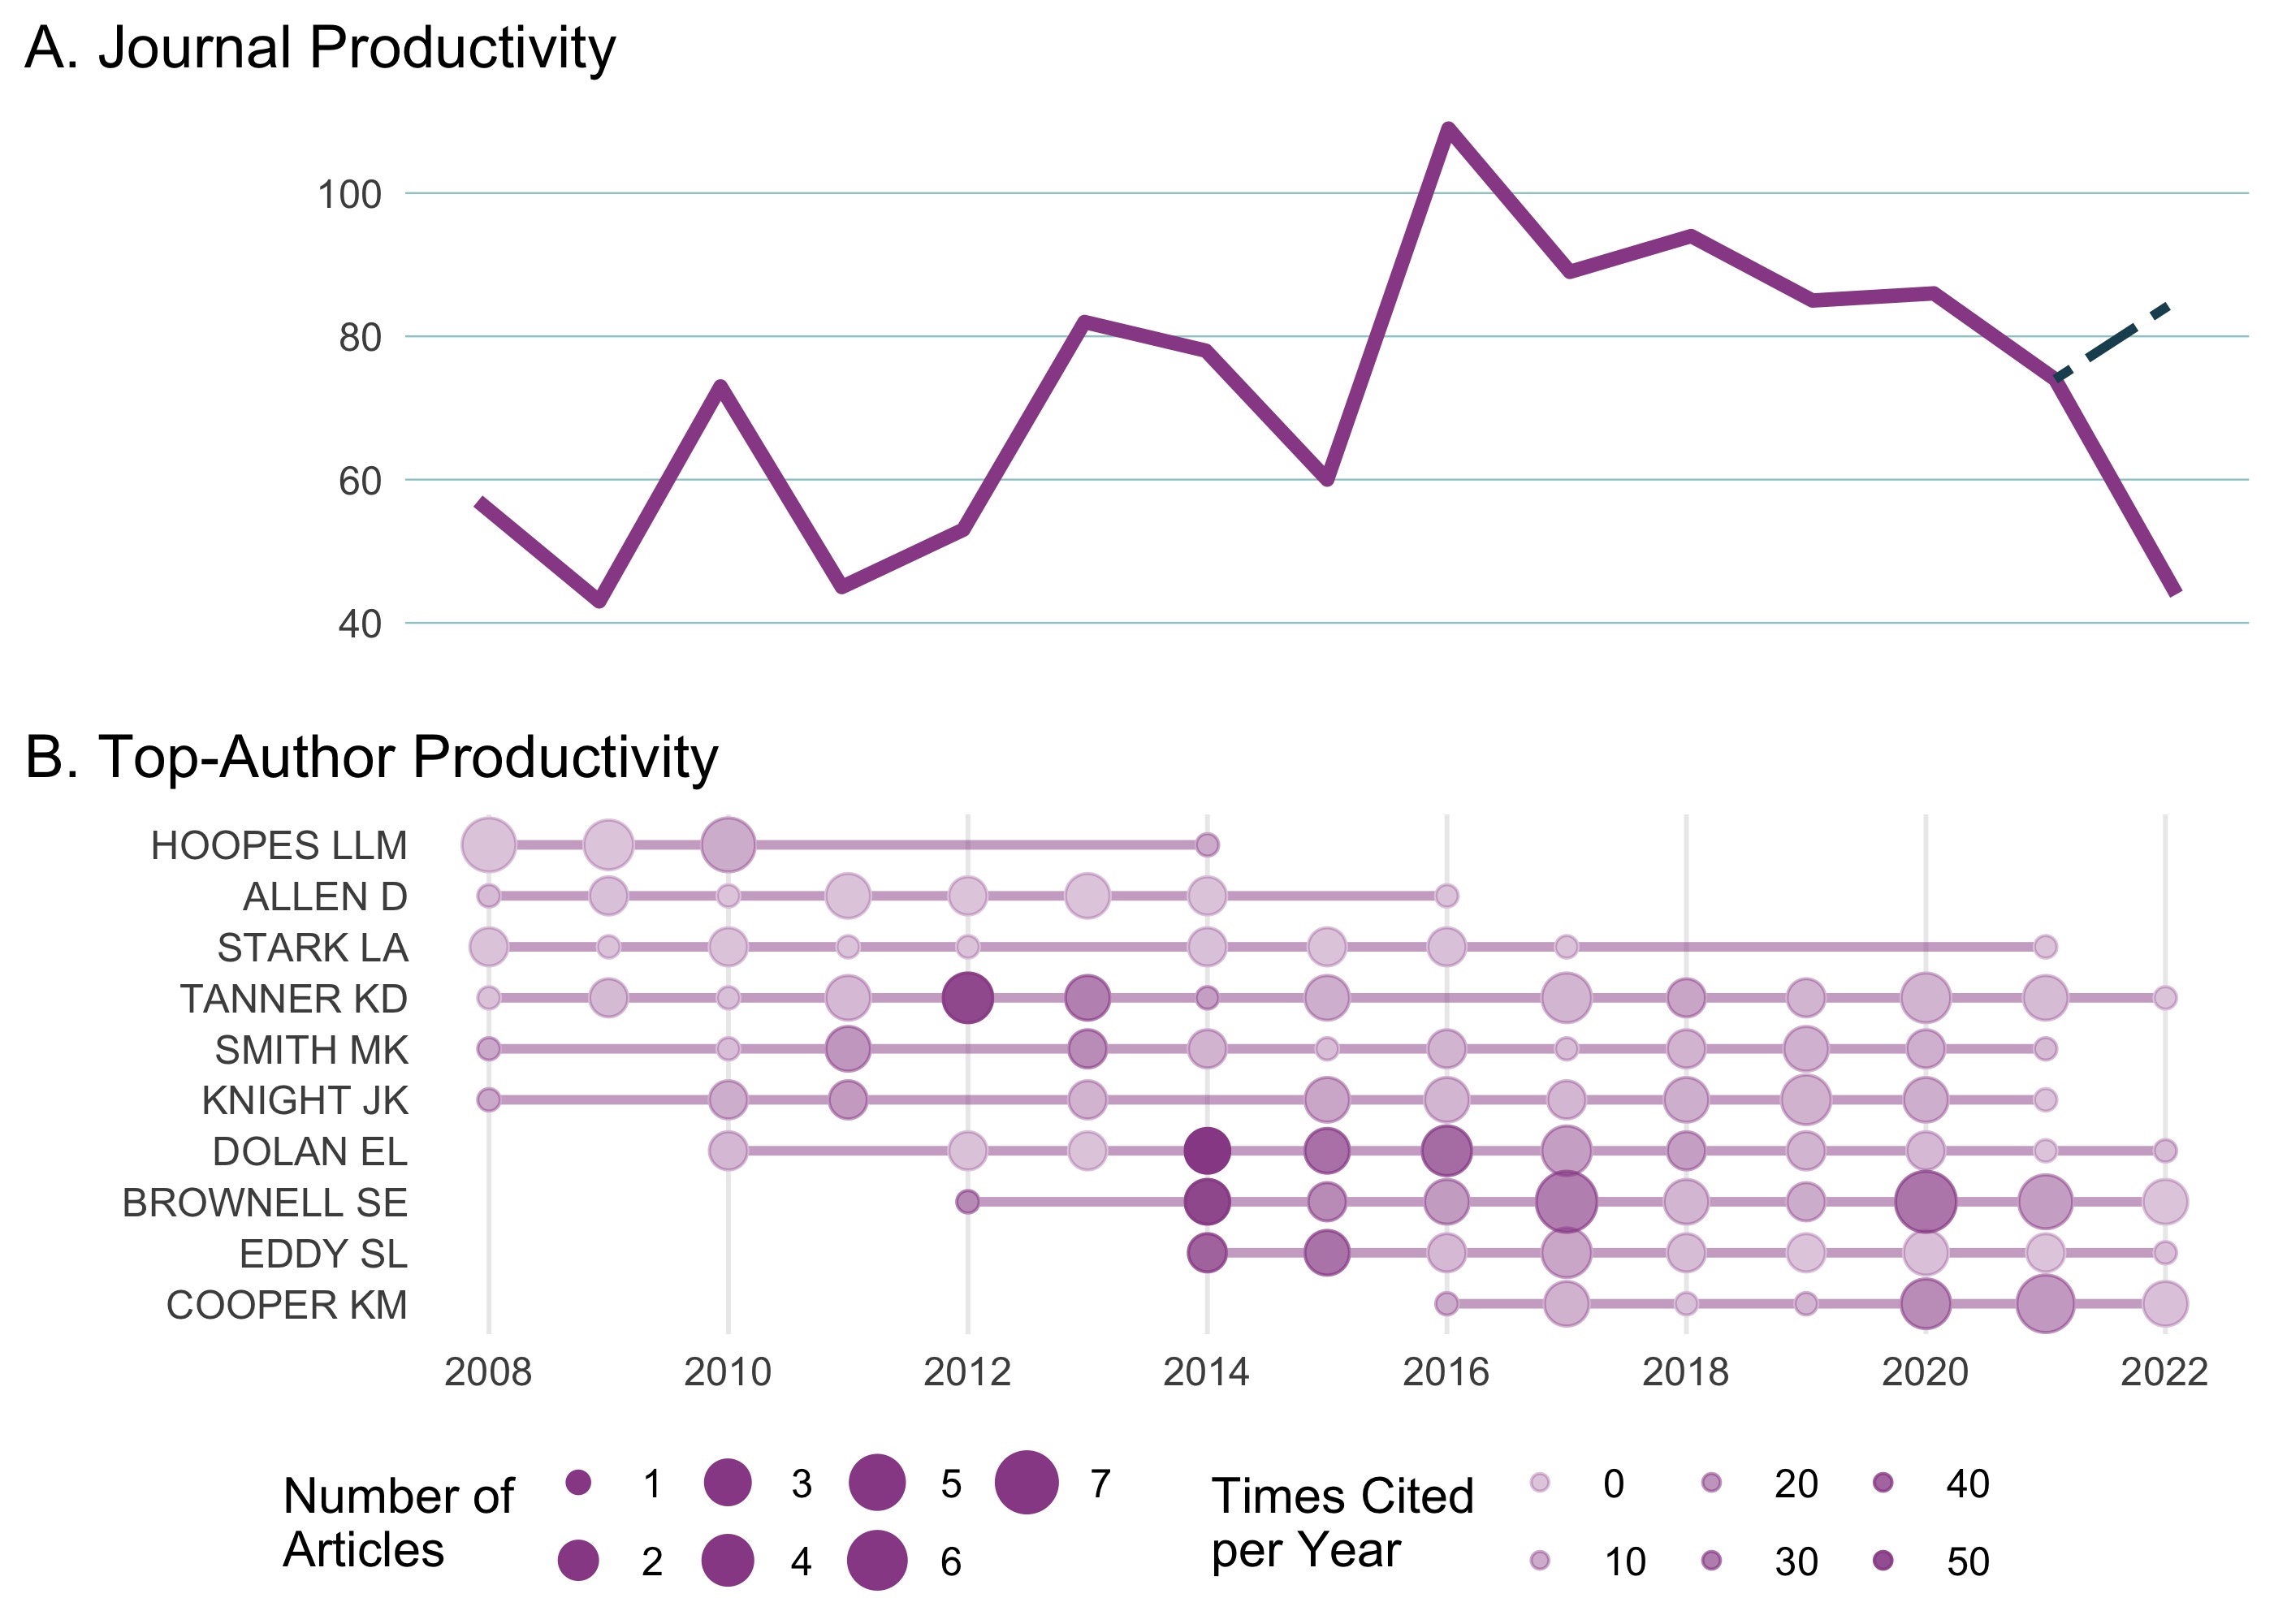 A. Journal Productivity
100
80
60
40
B. Top-Author Productivity
HOOPES LLM
ALLEN D
STARK LA
TANNER KD
SMITH MK
KNIGHT JK
DOLAN EL
BROWNELL SE
EDDY SL
COOPER KM
2008 2010 2012 2014 2016 2018 2020 2022
Number of Articles
1 3 5 7
2 4 6
Times Cited per Year
0 20 40
10 30 50